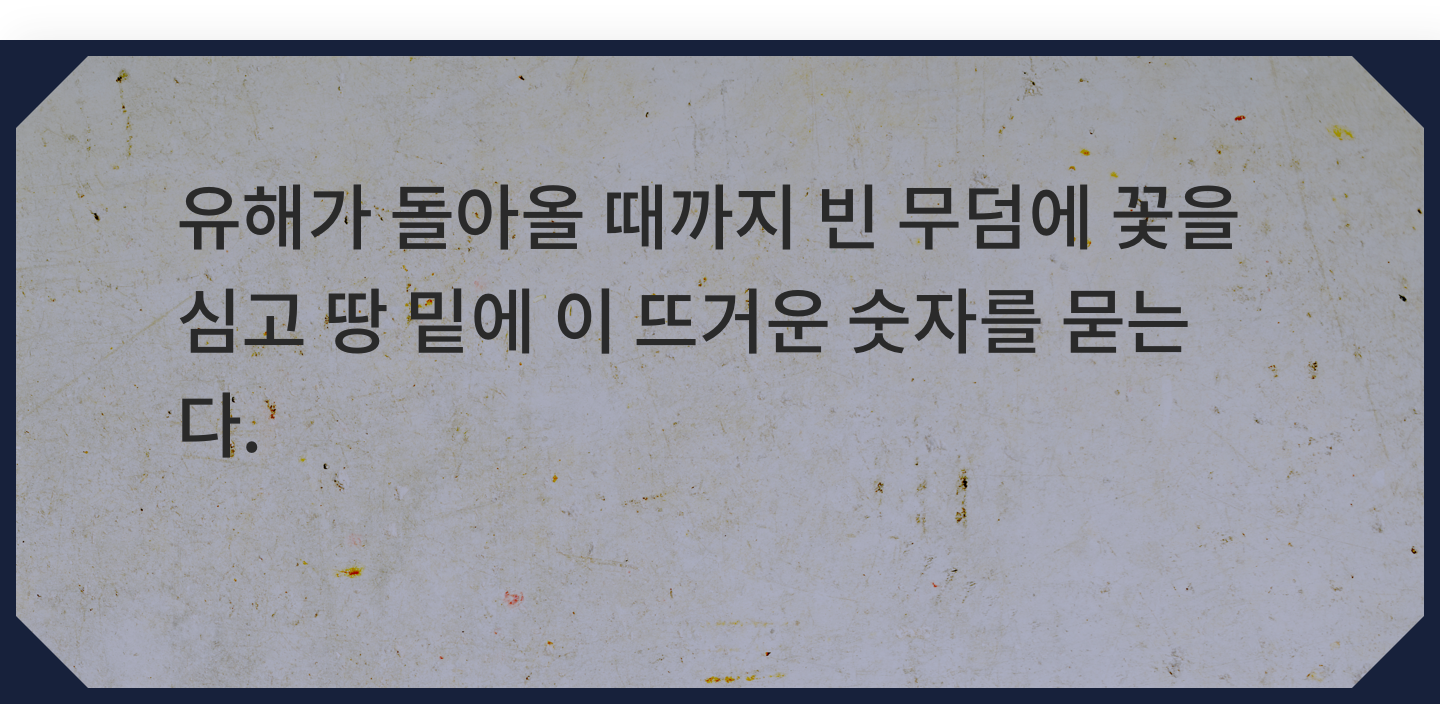 유해가 돌아올 때까지 빈 무덤에 꽃을
심고 땅 밑에 이 뜨거운 숫자를 묻는
다.